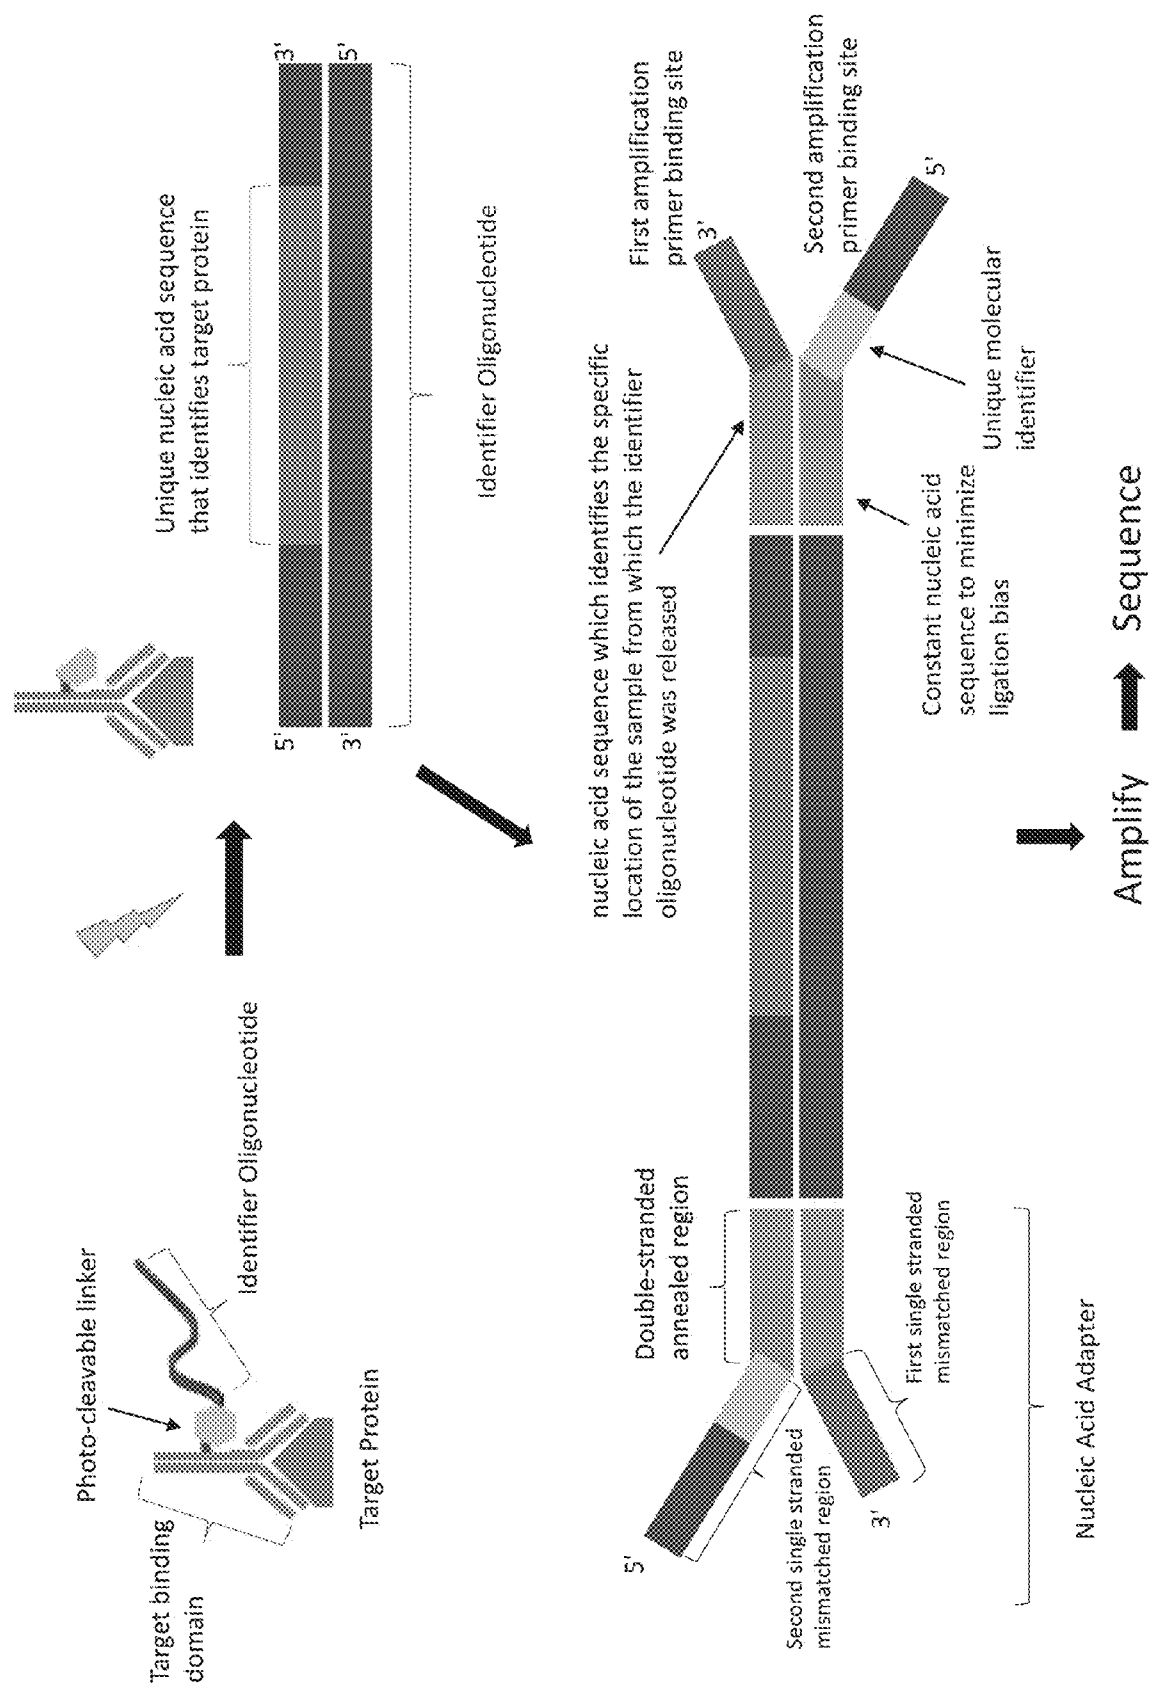 Target binding
domain
Photo-cleavable linker
Identifier Oligonucleotide
Target Protein
Unique nucleic acid sequence
that identifies target protein
5'
3'
3'
5'
Identifier Oligonucleotide
nucleic acid sequence which identifies the specific
location of the sample from which the identifier
oligonucleotide was released
First amplification
primer binding site
3'
Second amplification
primer binding site
5'
Unique molecular
identifier
Constant nucleic acid
sequence to minimize
ligation bias
Double-stranded
annealed region
5'
Second single stranded
mismatched region
3'
First single stranded
mismatched region
Nucleic Acid Adapter
Amplify
Sequence